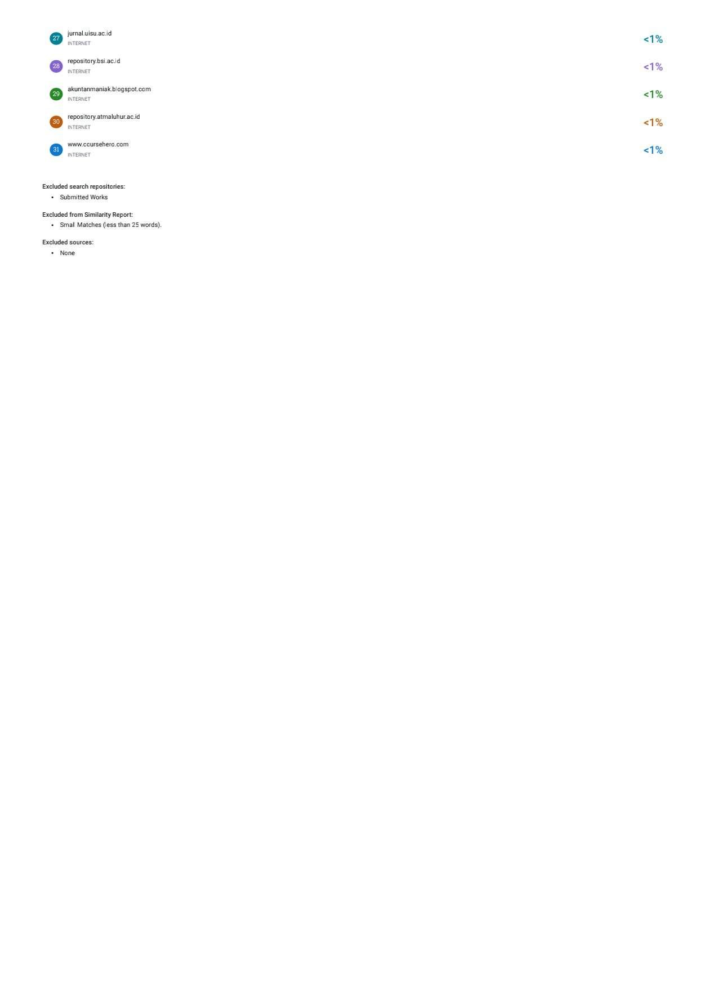 27 jurnal.uisu.ac.id <1%
INTERNET
28 repository.bsi.ac.id <1%
INTERNET
29 akuntanmaniak.blogspot.com <1%
INTERNET
30 repository.atmaluhur.ac.id <1%
INTERNET
31 www.coursehero.com <1%
INTERNET
Excluded search repositories:
• Submitted Works
Excluded from Similarity Report:
• Small Matches (less than 25 words).
Excluded sources:
• None